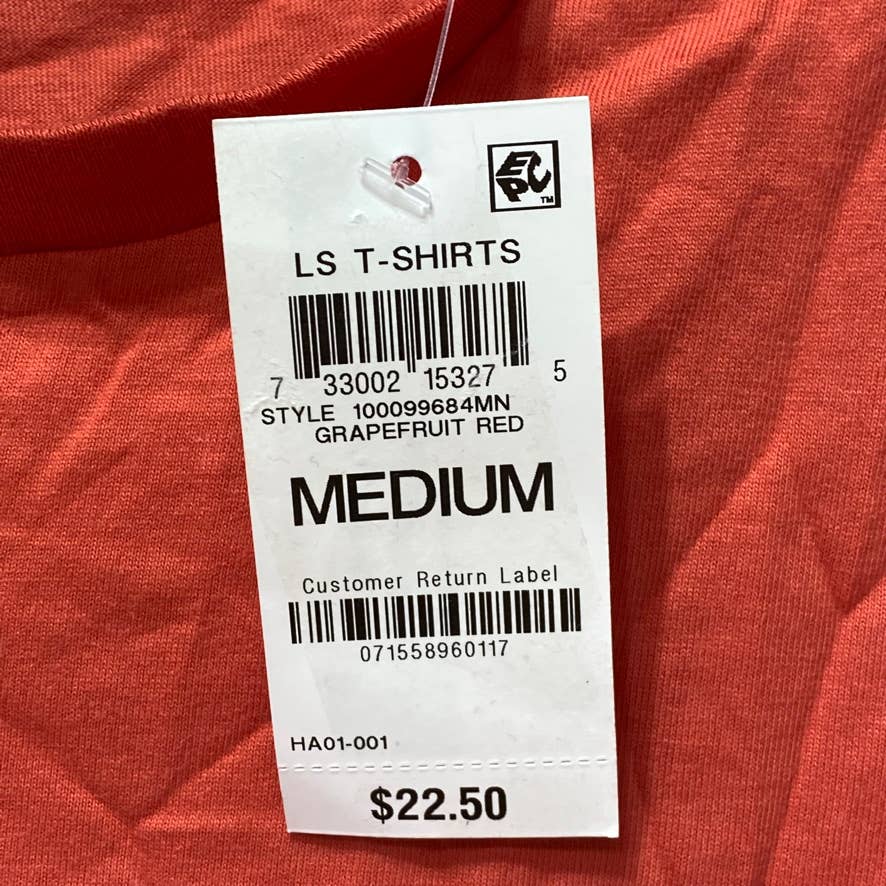 EPC
TM
LS T-SHIRTS
7 33002 15327 5
STYLE 100099684MN
GRAPEFRUIT RED
MEDIUM
Customer Return Label
071558960117
HA01-001
$22.50